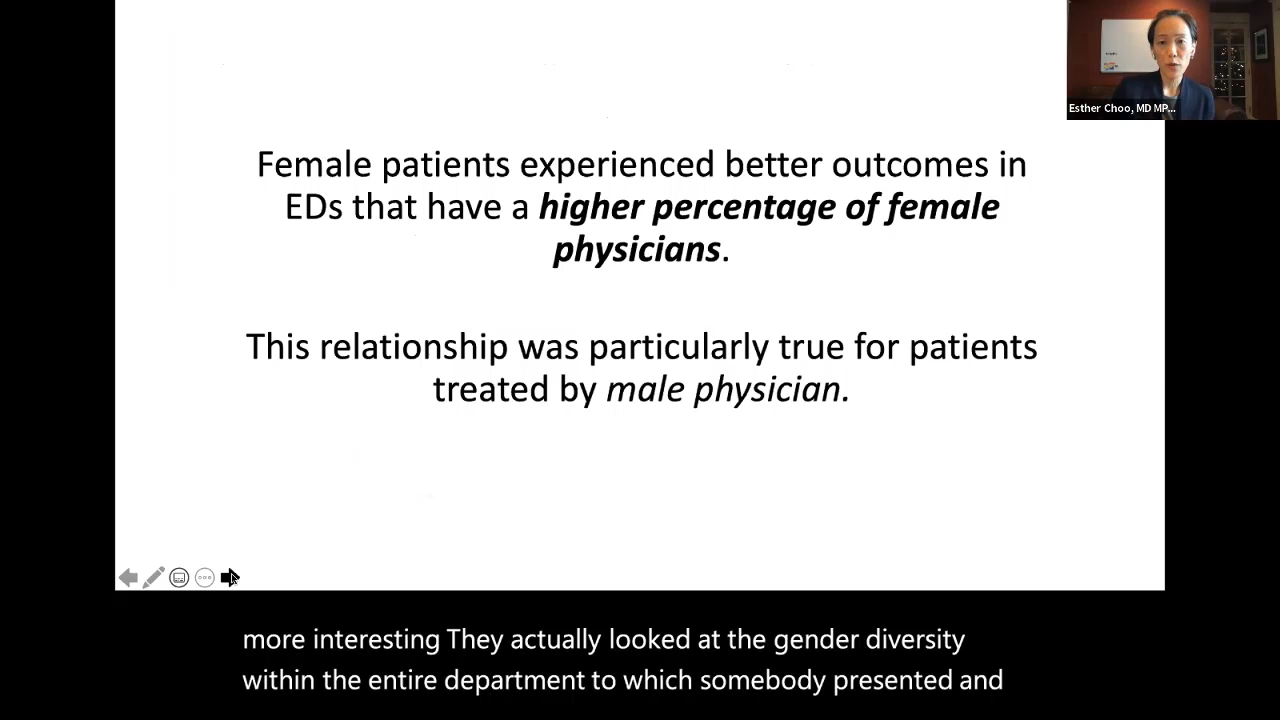 Esther Choo, MD MP...
Female patients experienced better outcomes in
EDs that have a higher percentage of female
physicians.
This relationship was particularly true for patients
treated by male physician.
more interesting They actually looked at the gender diversity
within the entire department to which somebody presented and